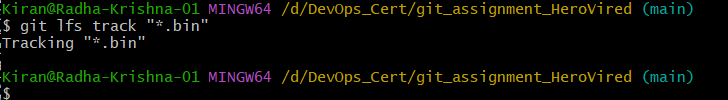 Kiran@Radha-Krishna-01 MINGW64 /d/DevOps_Cert/git_assignment_HeroVired (main)
$ git lfs track "*.bin"
Tracking "*.bin"
Kiran@Radha-Krishna-01 MINGW64 /d/DevOps_Cert/git_assignment_HeroVired (main)
$